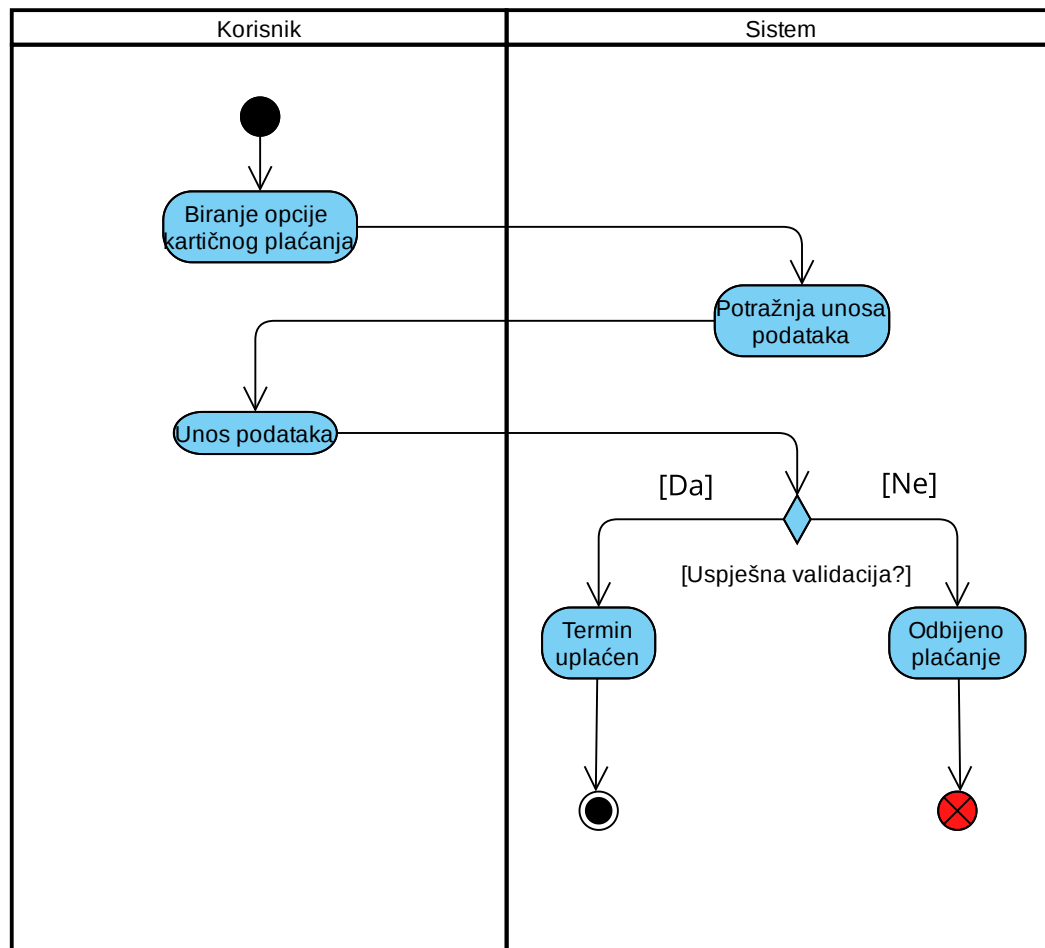 Korisnik
Sistem
Biranje opcije
kartičnog plaćanja
Potražnja unosa
podataka
Unos podataka
[Da]
[Ne]
[Uspješna validacija?]
Termin
uplaćen
Odbijeno
plaćanje